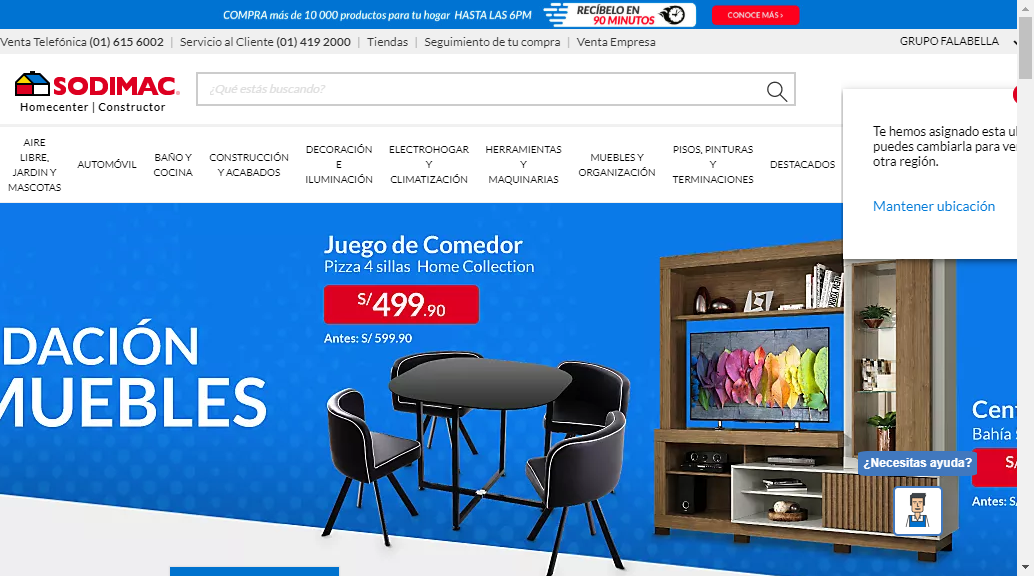 COMPRA más de 10 000 productos para tu hogar HASTA LAS 6PM
RECÍBELO EN
90 MINUTOS
CONOCE MÁS ›
Venta Telefónica (01) 615 6002 | Servicio al Cliente (01) 419 2000 | Tiendas | Seguimiento de tu compra | Venta Empresa
GRUPO FALABELLA
SODIMAC
Homecenter | Constructor
¿Qué estás buscando?
AIRE
LIBRE,
JARDIN Y
MASCOTAS
AUTOMÓVIL
BAÑO Y
COCINA
CONSTRUCCIÓN
Y ACABADOS
DECORACIÓN
E
ILUMINACIÓN
ELECTROHOGAR
Y
CLIMATIZACIÓN
HERRAMIENTAS
Y
MAQUINARIAS
MUEBLES Y
ORGANIZACIÓN
PISOS, PINTURAS
Y
TERMINACIONES
DESTACADOS
Te hemos asignado esta
puedes cambiarla para
otra región.
Mantener ubicación
Juego de Comedor
Pizza 4 sillas Home Collection
S/499.90
Antes: S/ 599.90
DACIÓN
MUEBLES
Bahía
S/
Antes: S/
¿Necesitas ayuda?